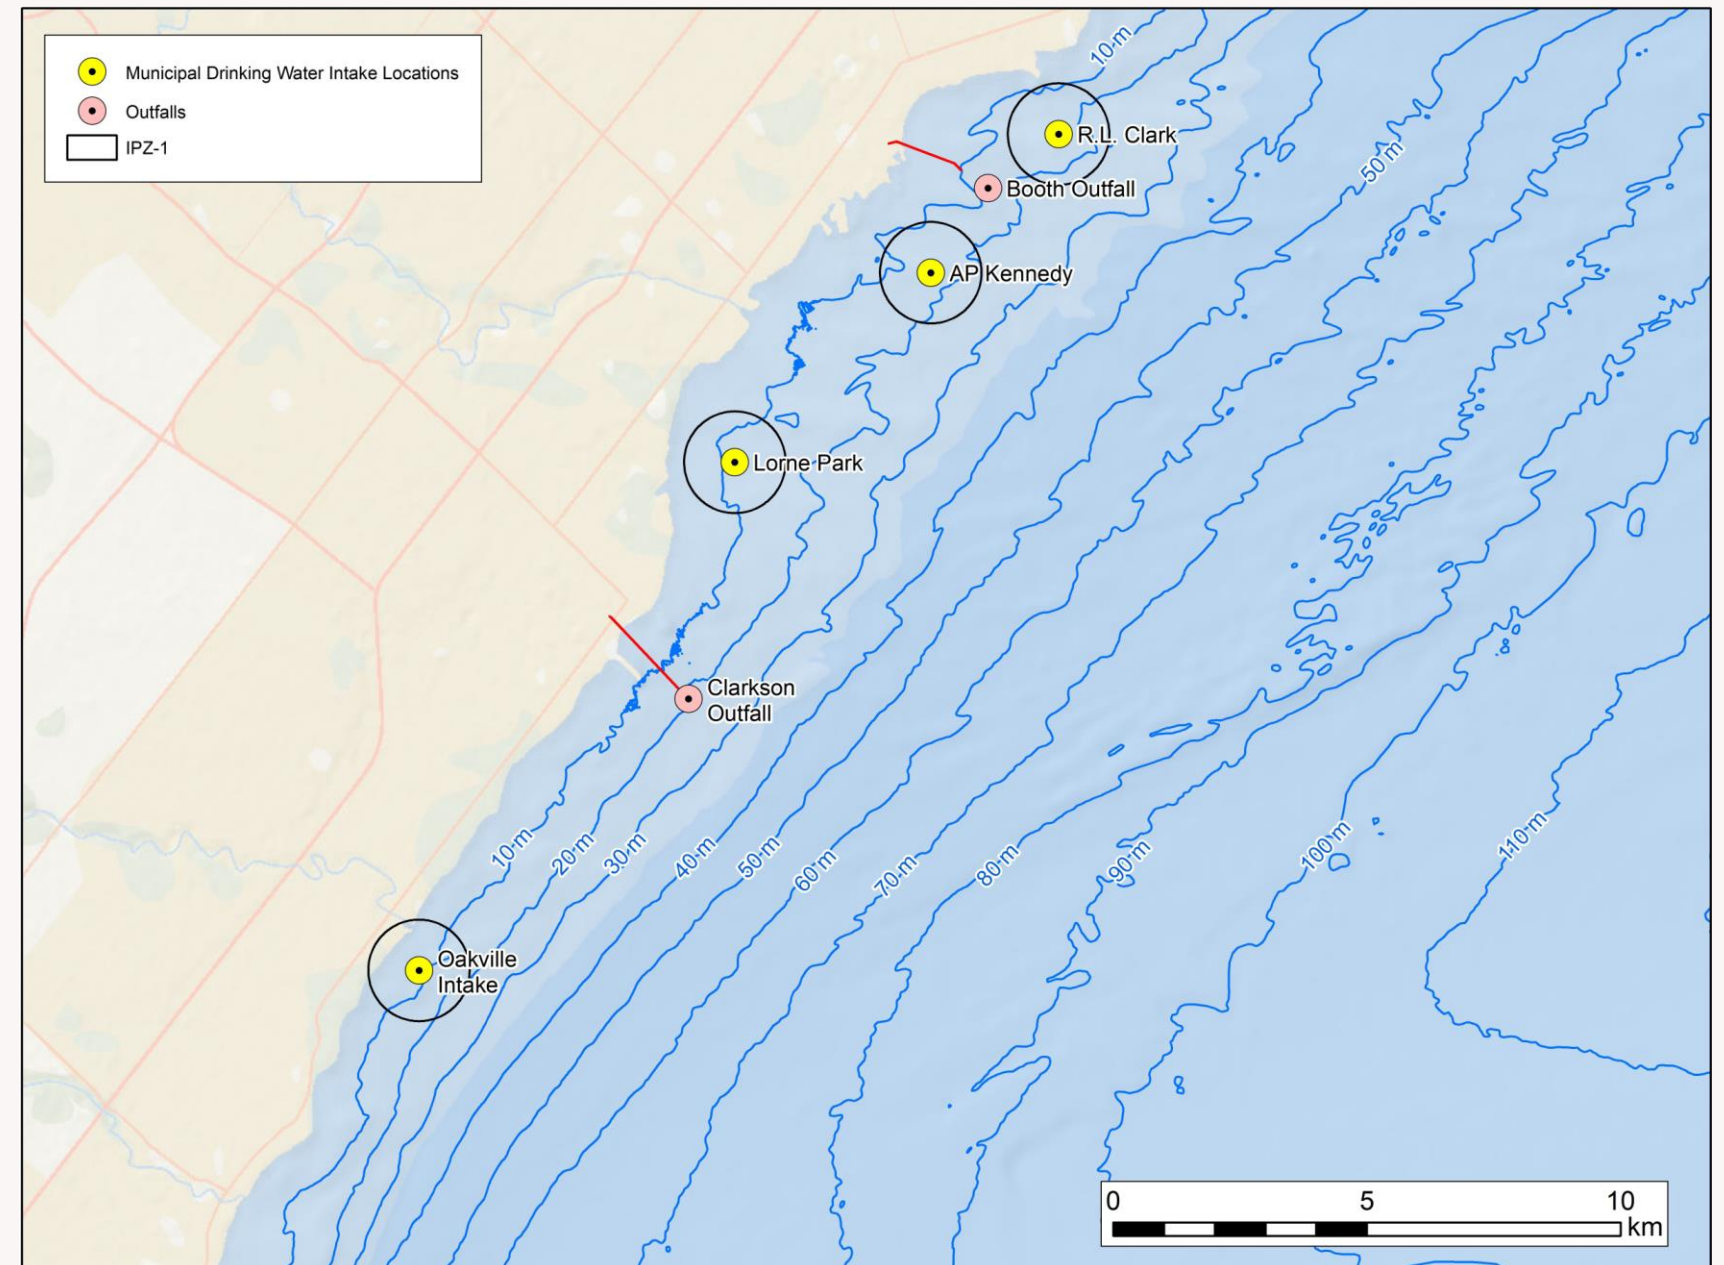 Municipal Drinking Water Intake Locations
Outfalls
IPZ-1
10 m
R.L. Clark
50 m
Booth Outfall
AP Kennedy
Lorne Park
Clarkson
Outfall
10 m
20 m
30 m
40 m
50 m
60 m
70 m
80 m
90 m
100 m
110 m
Oakville
Intake
0 5 10
km